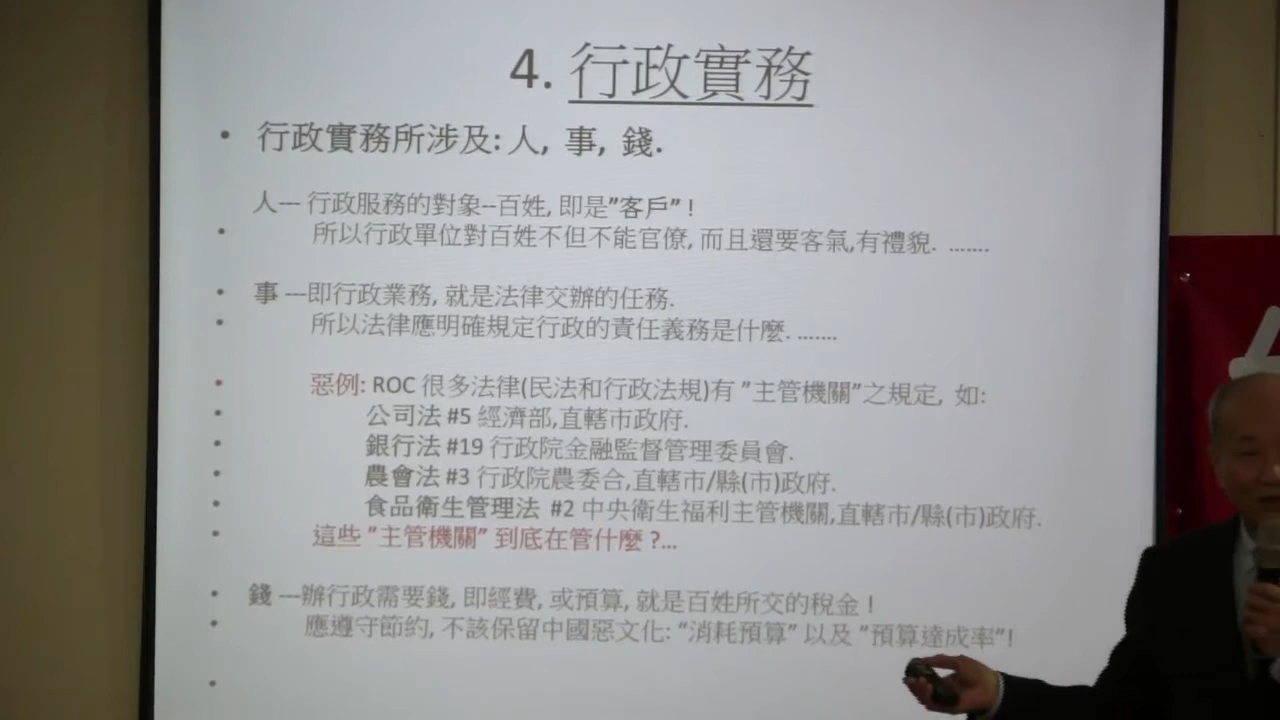 4. 行政實務
• 行政實務所涉及: 人, 事, 錢.
人--- 行政服務的對象--百姓, 即是"客戶" !
• 所以行政單位對百姓不但不能官僚, 而且還要客氣,有禮貌. .......
• 事 ---即行政業務, 就是法律交辦的任務.
• 所以法律應明確規定行政的責任義務是什麼. .......
• 惡例: ROC 很多法律(民法和行政法規)有 "主管機關"之規定, 如:
• 公司法 #5 經濟部,直轄市政府.
• 銀行法 #19 行政院金融監督管理委員會.
• 農會法 #3 行政院農委合,直轄市/縣(市)政府.
• 食品衛生管理法 #2 中央衛生福利主管機關,直轄市/縣(市)政府.
• 這些 "主管機關" 到底在管什麼 ?...
• 錢 ---辦行政需要錢, 即經費, 或預算, 就是百姓所交的稅金 !
• 應遵守節約, 不該保留中國惡文化: "消耗預算" 以及 "預算達成率"!